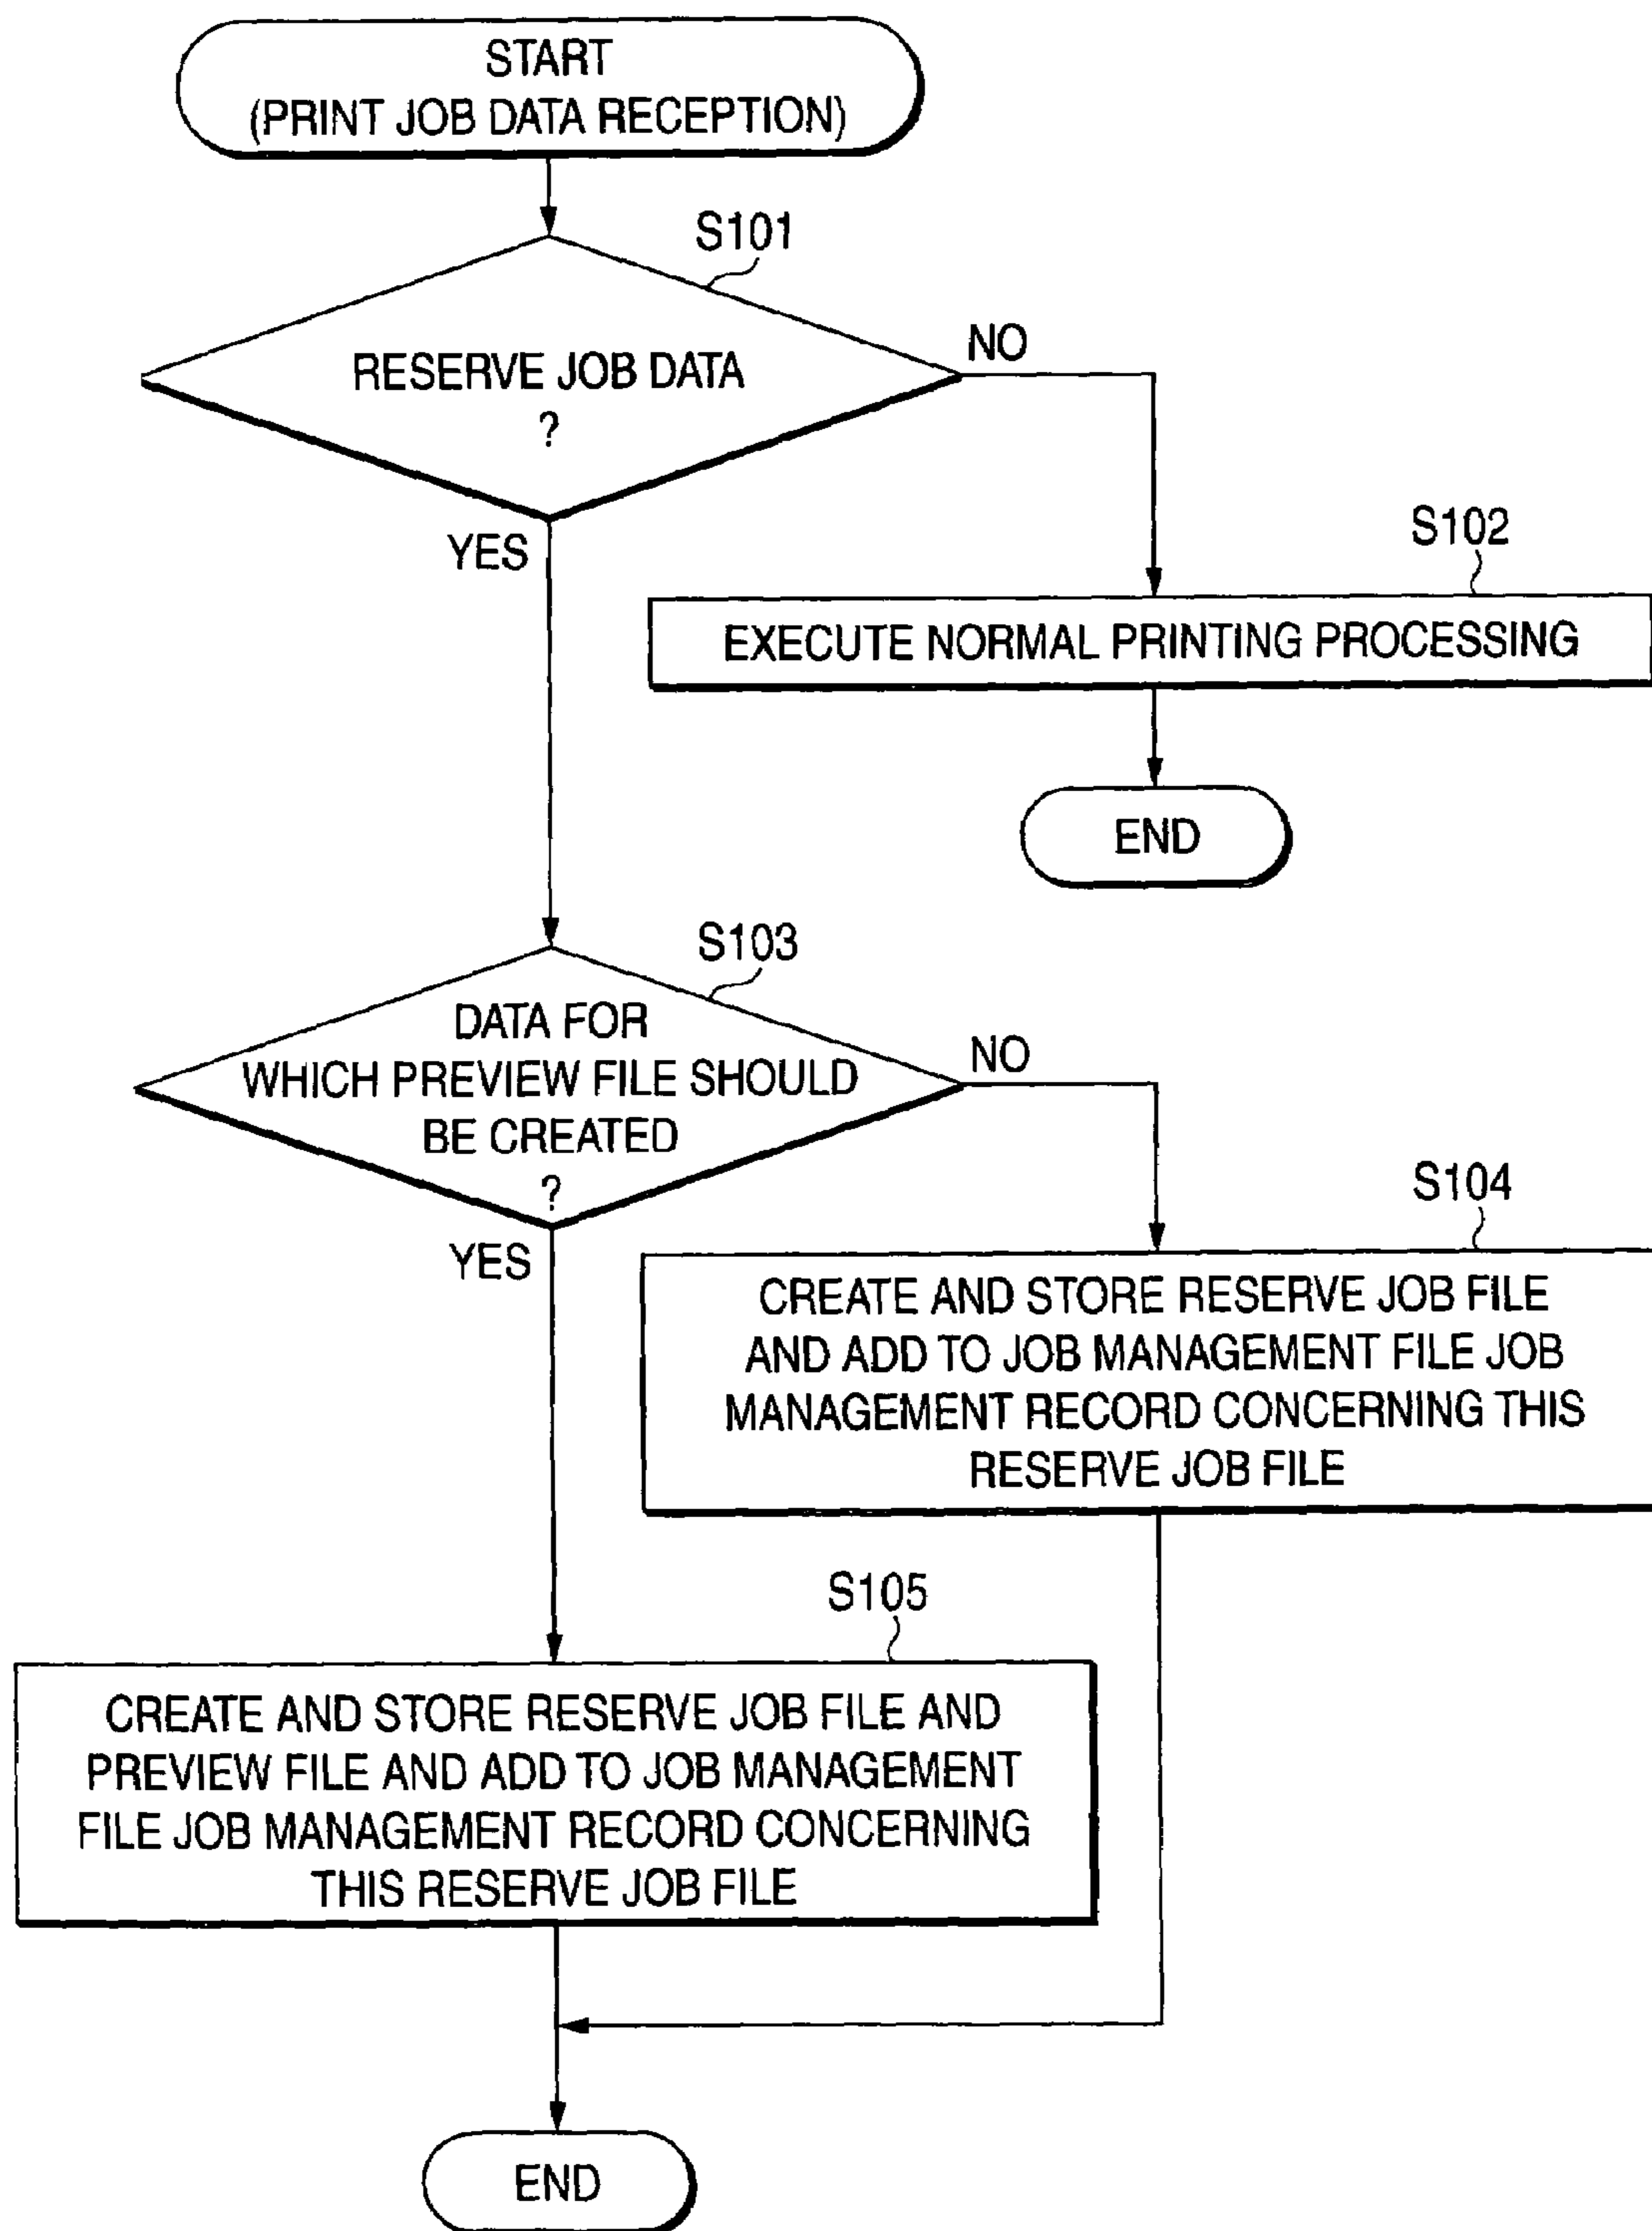 START
(PRINT JOB DATA RECEPTION)
S101
RESERVE JOB DATA
?
NO
YES
S102
EXECUTE NORMAL PRINTING PROCESSING
END
S103
DATA FOR
WHICH PREVIEW FILE SHOULD
BE CREATED
?
NO
YES
S104
CREATE AND STORE RESERVE JOB FILE
AND ADD TO JOB MANAGEMENT FILE JOB
MANAGEMENT RECORD CONCERNING THIS
RESERVE JOB FILE
S105
CREATE AND STORE RESERVE JOB FILE AND
PREVIEW FILE AND ADD TO JOB MANAGEMENT
FILE JOB MANAGEMENT RECORD CONCERNING
THIS RESERVE JOB FILE
END